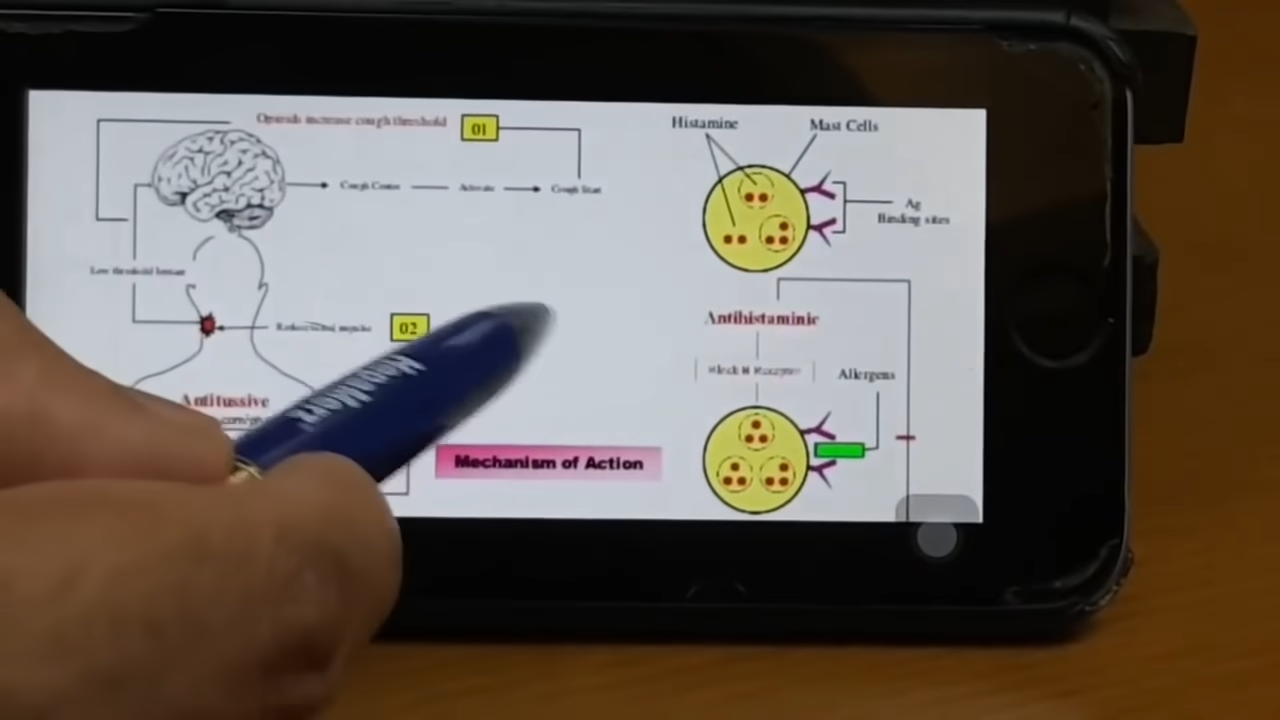 Opioids increase cough threshold
01
Histamine
Mast Cells
Cough Center
Activate
Cough Start
Ag
Binding sites
Low threshold
02
Antihistaminic
Allergens
Antitussive
Mechanism of Action